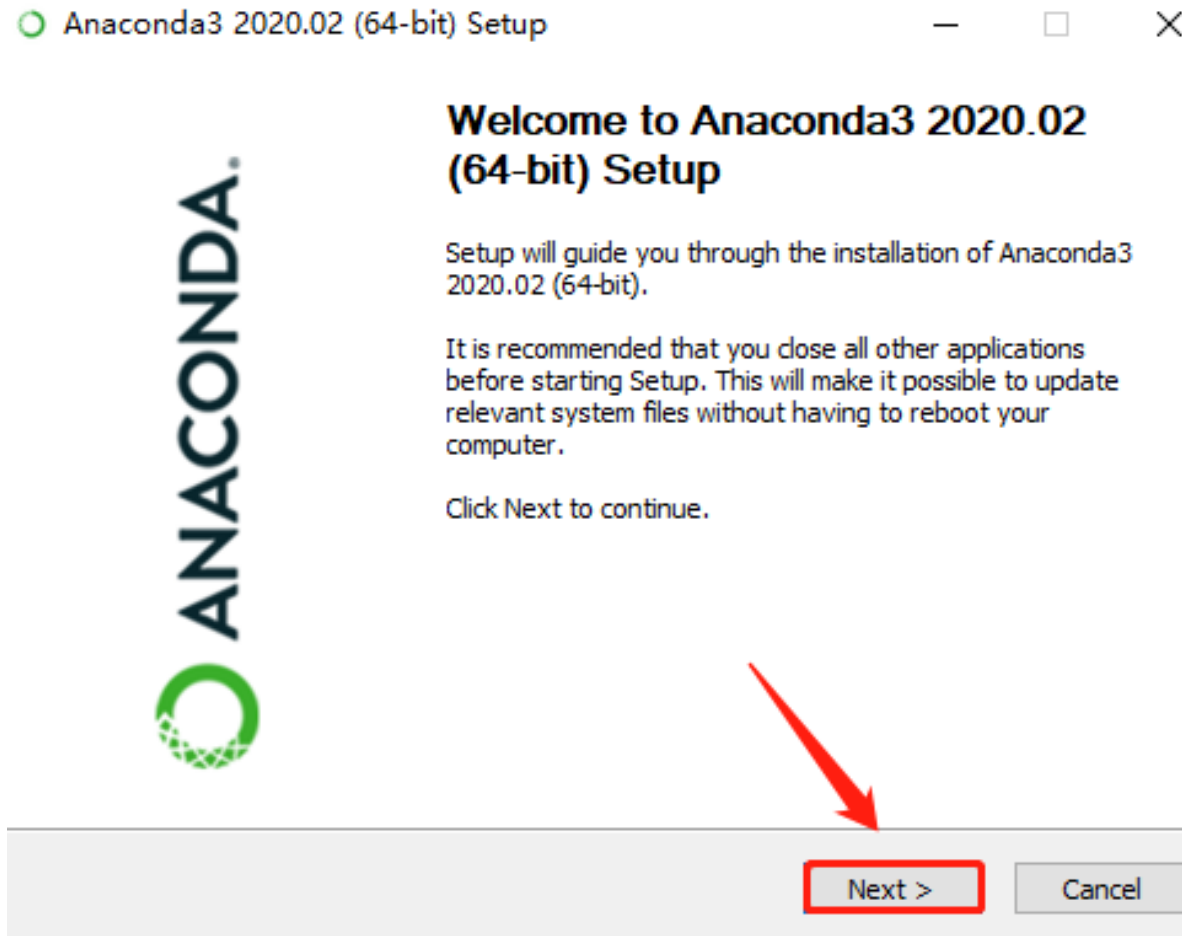 Anaconda3 2020.02 (64-bit) Setup
Welcome to Anaconda3 2020.02
(64-bit) Setup
ANACONDA.
Setup will guide you through the installation of Anaconda3
2020.02 (64-bit).
It is recommended that you close all other applications
before starting Setup. This will make it possible to update
relevant system files without having to reboot your
computer.
Click Next to continue.
Next >
Cancel